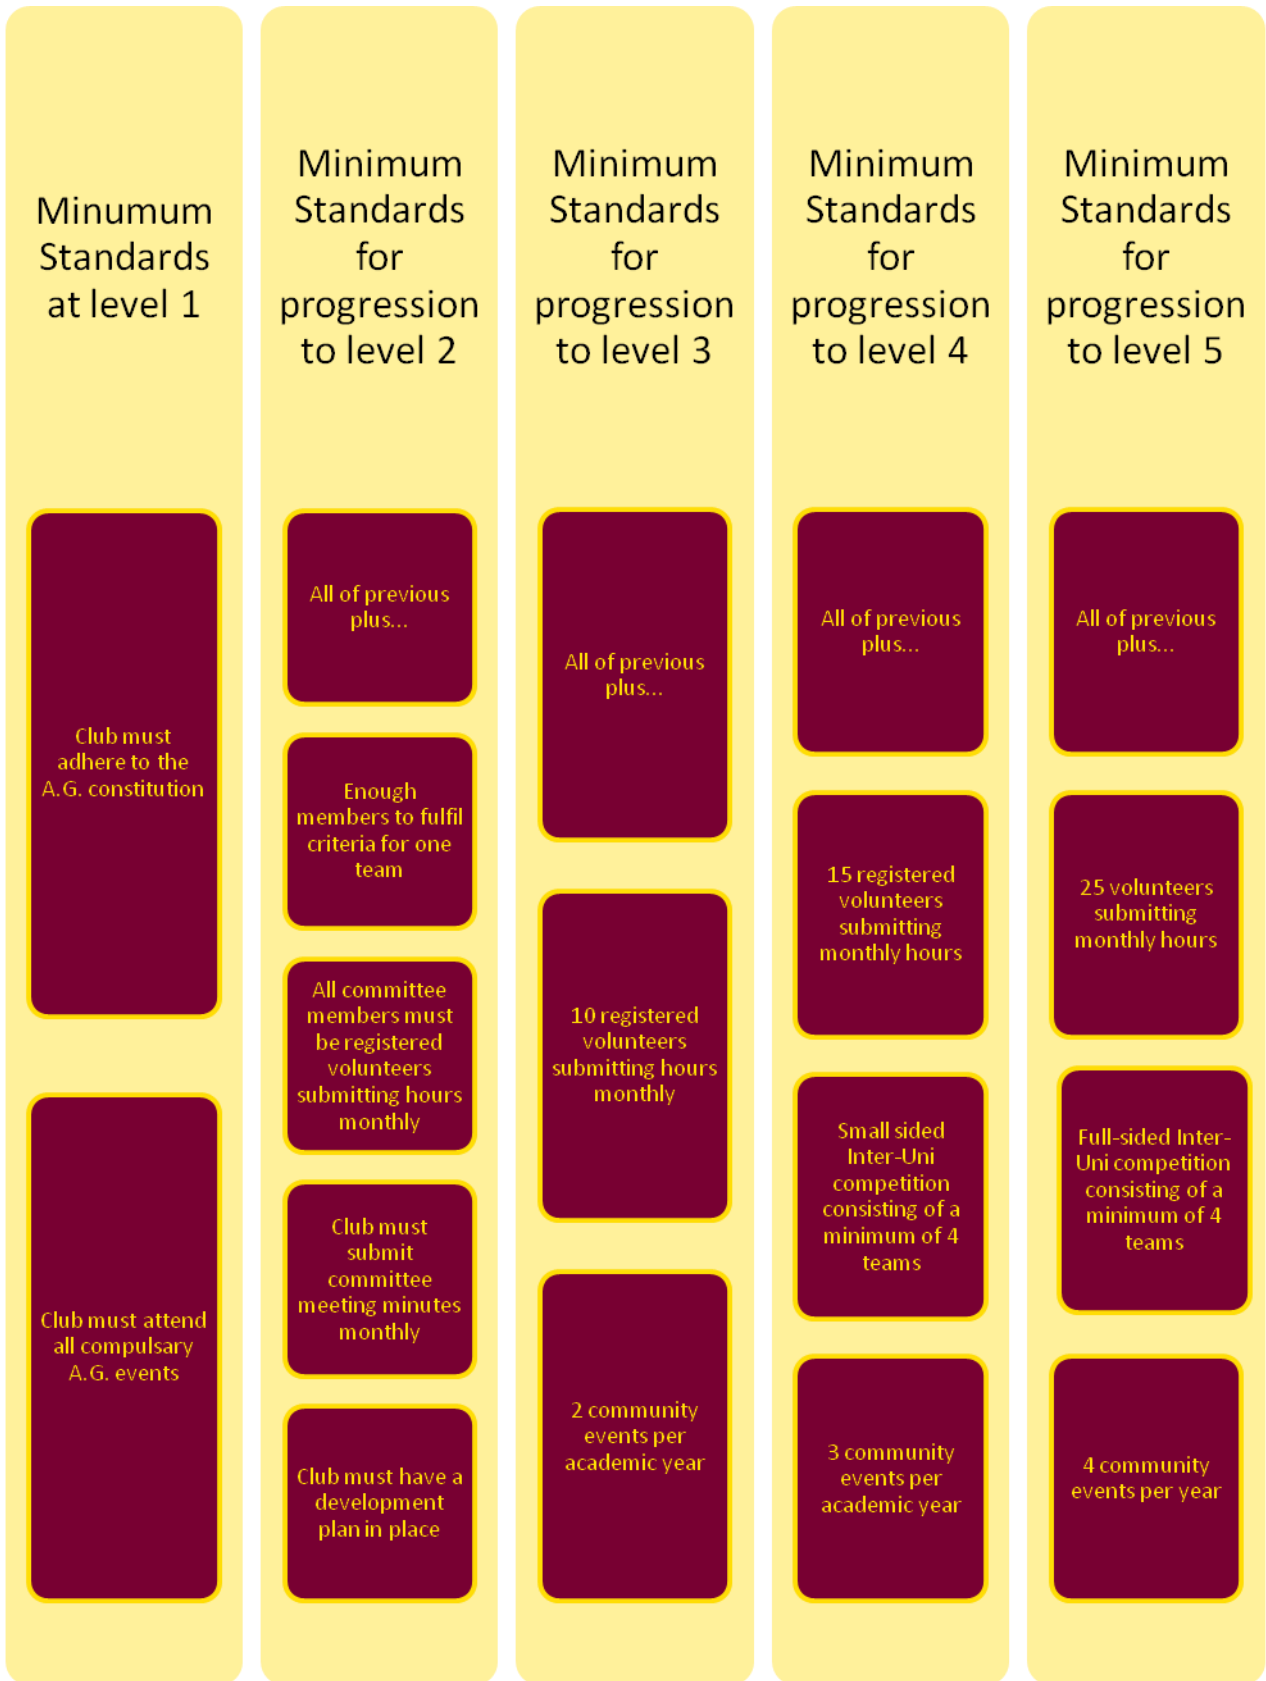 Minumum
Standards
at level 1
Club must
adhere to the
A.G. constitution
Club must attend
all compulsary
A.G. events
Minimum
Standards
for
progression
to level 2
All of previous
plus...
Enough
members to fulfil
criteria for one
team
All committee
members must
be registered
volunteers
submitting hours
monthly
Club must
submit
committee
meeting minutes
monthly
Club must have a
development
plan in place
Minimum
Standards
for
progression
to level 3
All of previous
plus...
10 registered
volunteers
submitting hours
monthly
2 community
events per
academic year
Minimum
Standards
for
progression
to level 4
All of previous
plus...
15 registered
volunteers
submitting
monthly hours
Small sided
Inter-Uni
competition
consisting of a
minimum of 4
teams
3 community
events per
academic year
Minimum
Standards
for
progression
to level 5
All of previous
plus...
25 volunteers
submitting
monthly hours
Full-sided Inter-
Uni competition
consisting of a
minimum of 4
teams
4 community
events per year